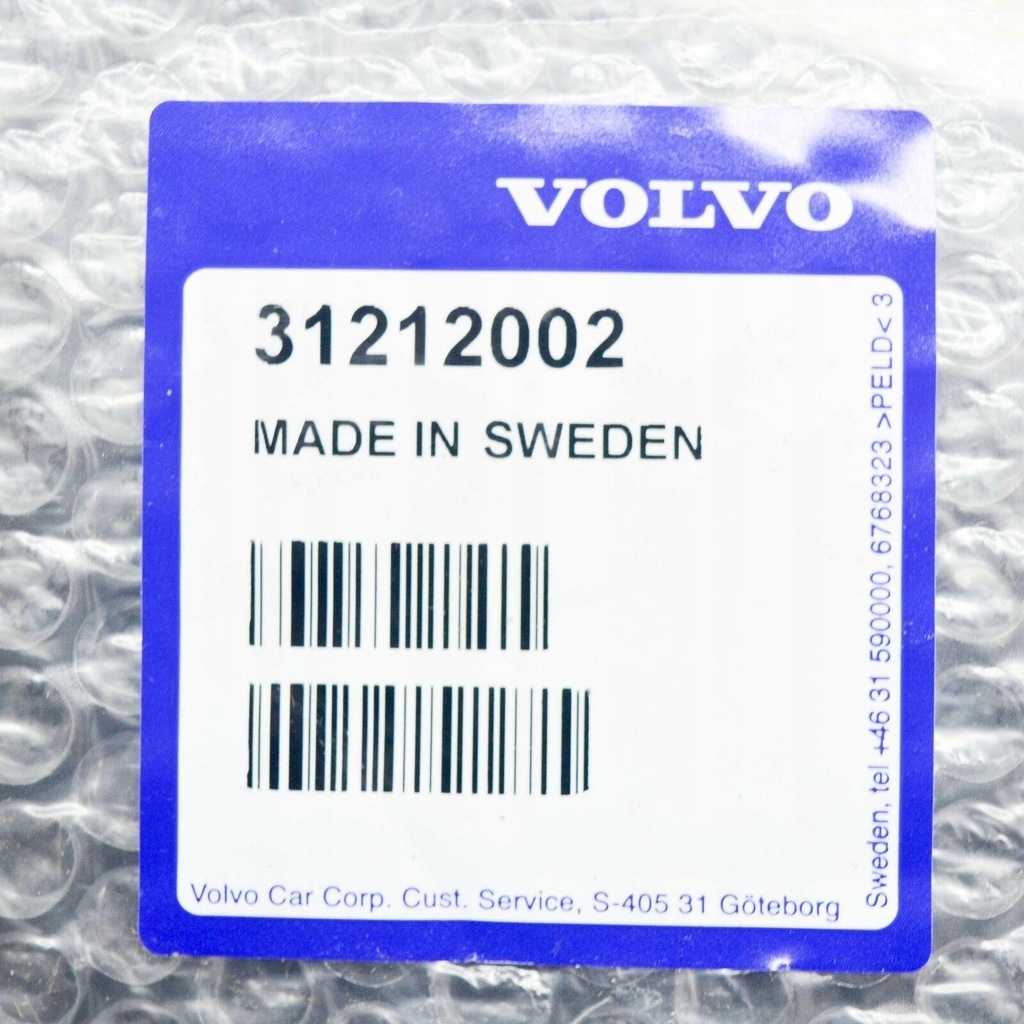 VOLVO
31212002
MADE IN SWEDEN
Volvo Car Corp. Cust. Service, S-405 31 Göteborg
Sweden, tel +46 31 590000, 6768323 >PELD< 3